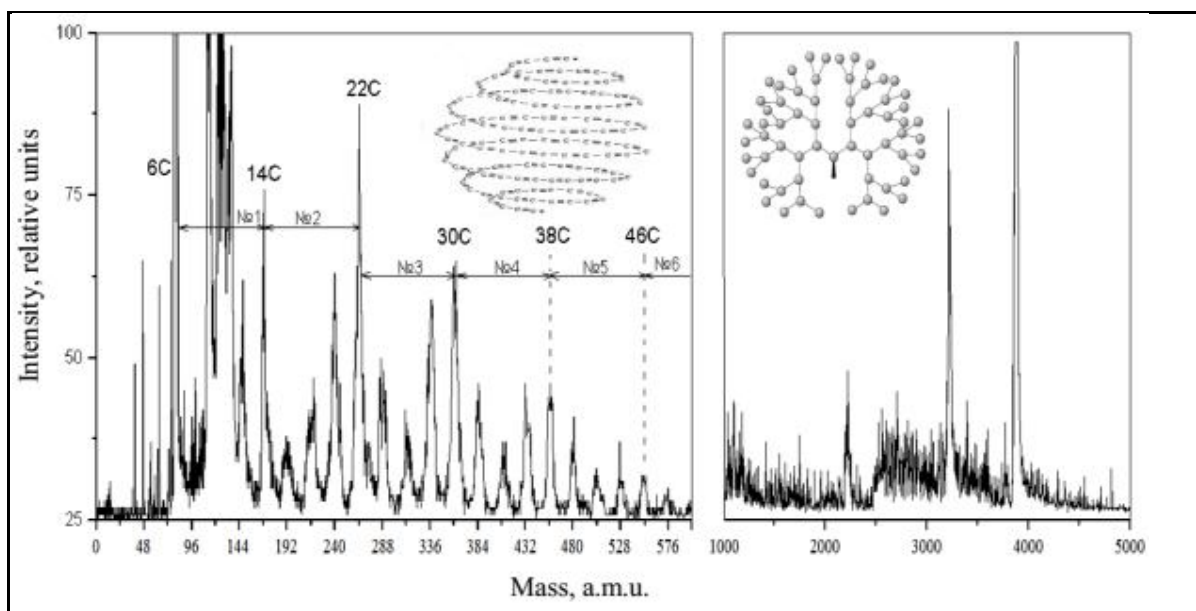 100
75
50
25
Intensity, relative units
6C
14C
22C
30C
38C
46C
№1
№2
№3
№4
№5
№6
0 48 96 144 192 240 288 336 384 432 480 528 576
1000 2000 3000 4000 5000
Mass, a.m.u.